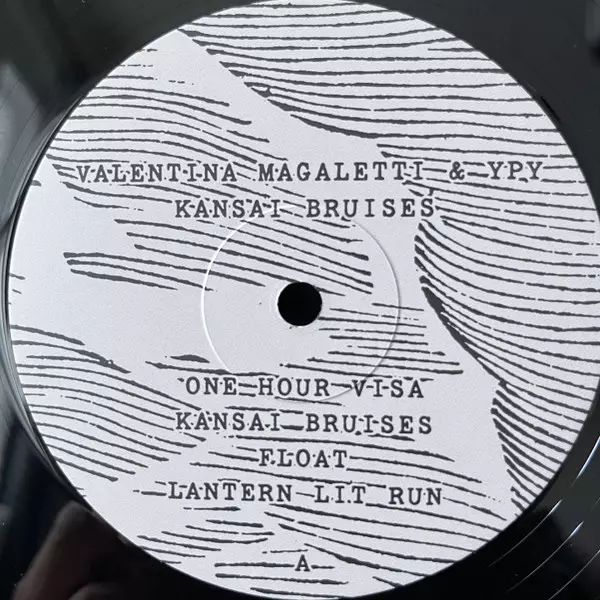 VALENTINA MAGALETTI & YPY
KANSAI BRUISES
ONE HOUR VISA
KANSAI BRUISES
FLOAT
LANTERN LIT RUN
A